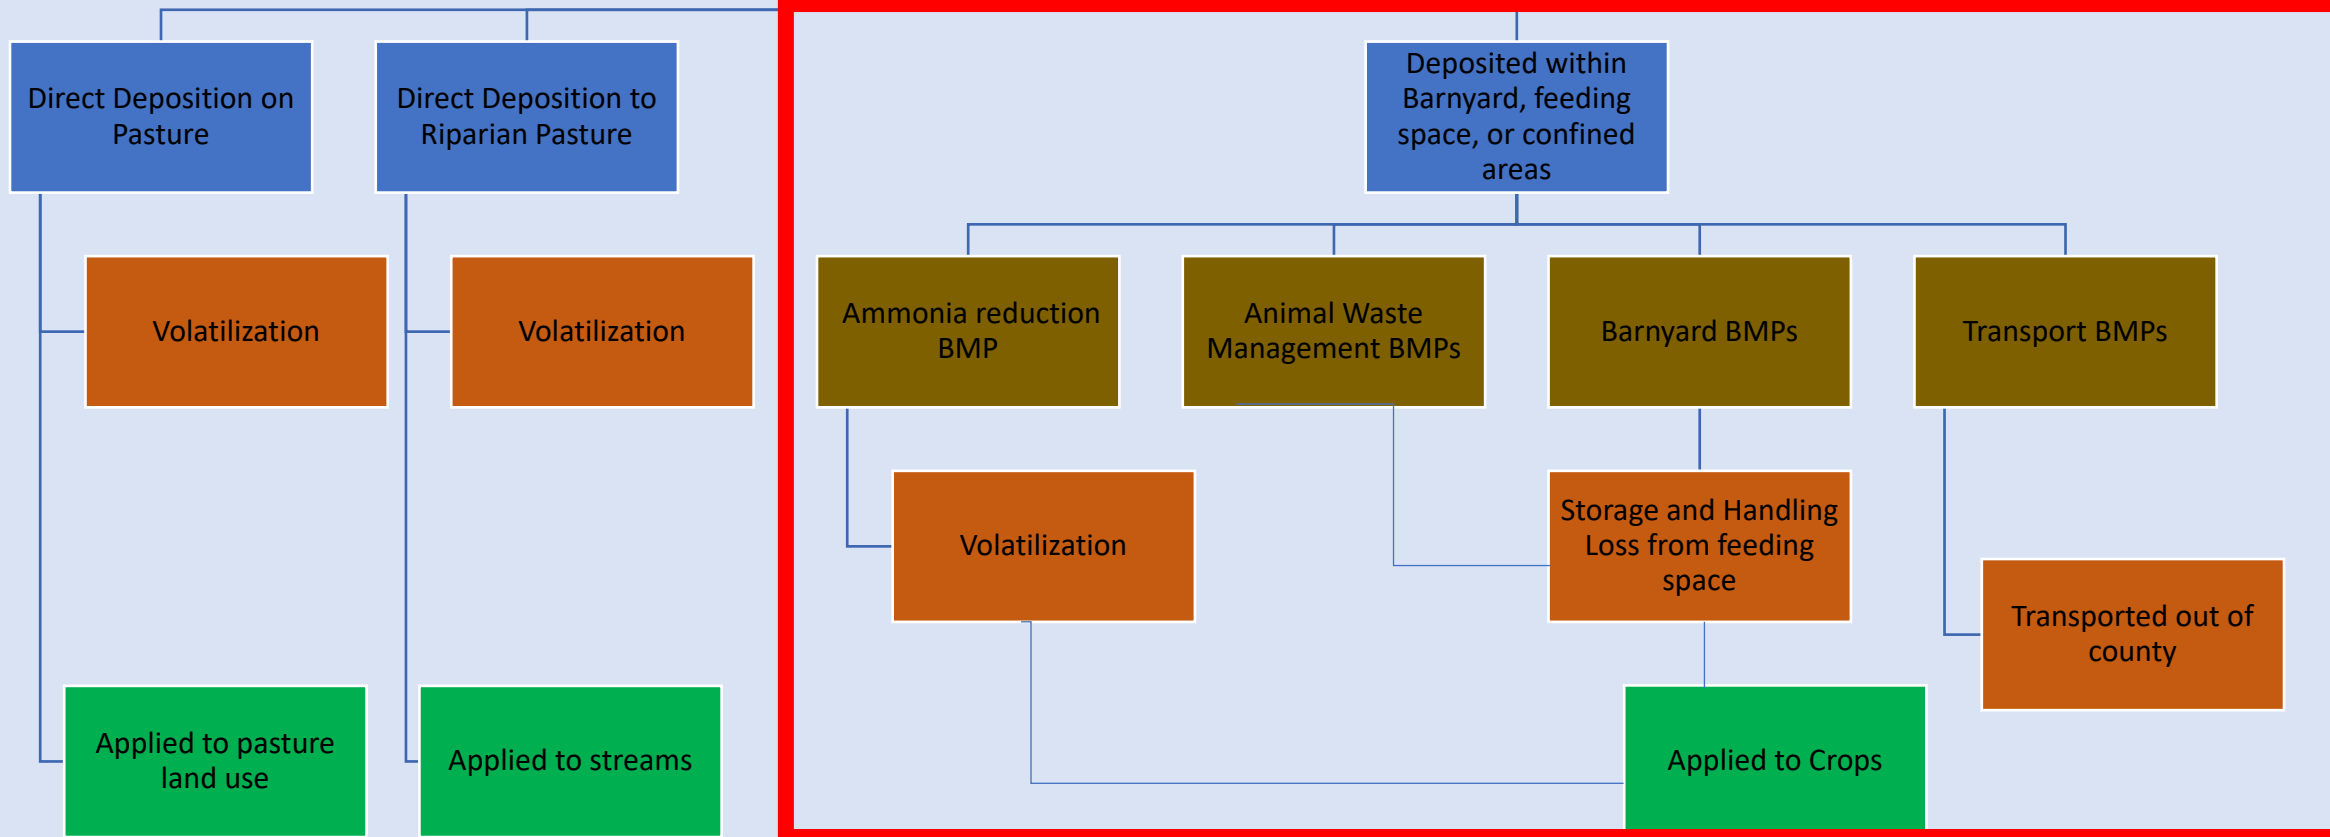 Direct Deposition on
Pasture
Direct Deposition to
Riparian Pasture
Deposited within
Barnyard, feeding
space, or confined
areas
Volatilization
Volatilization
Ammonia reduction
BMP
Animal Waste
Management BMPs
Barnyard BMPs
Transport BMPs
Volatilization
Storage and Handling
Loss from feeding
space
Transported out of
county
Applied to pasture
land use
Applied to streams
Applied to Crops